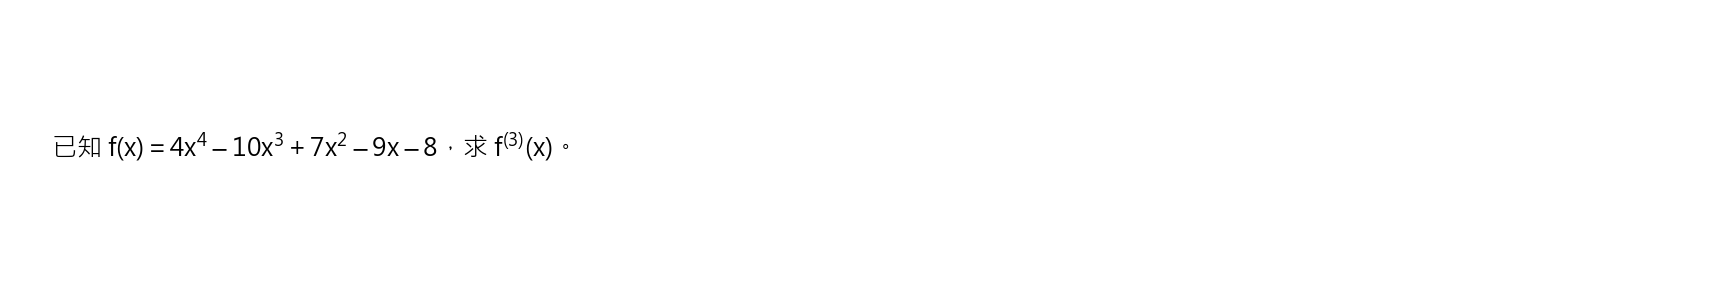 已知 f(x) = 4x⁴ – 10x³ + 7x² – 9x – 8，求 f⁽³⁾(x)。